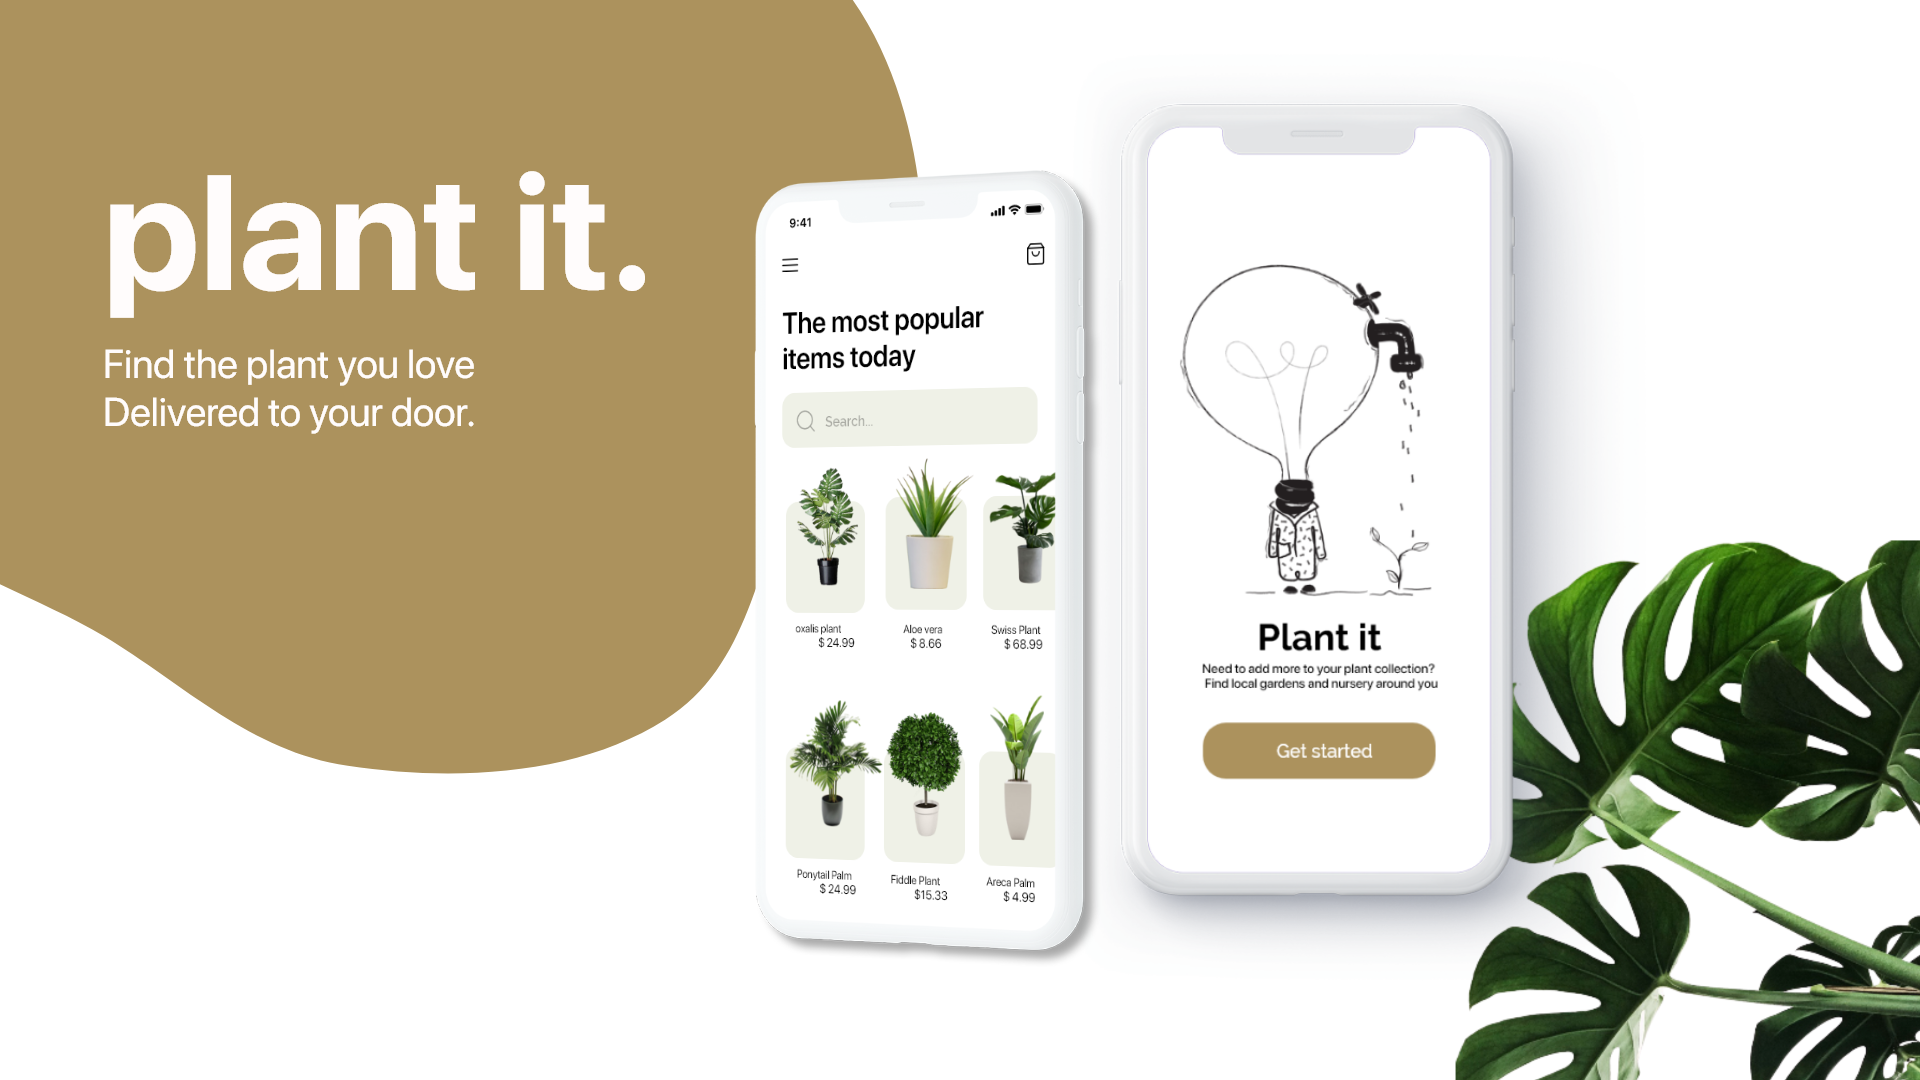 plant it.
Find the plant you love
Delivered to your door.
9:41
The most popular
items today
Search...
oxalis plant
$ 24.99
Aloe vera
$ 8.66
Swiss Plant
$ 68.99
Ponytail Palm
$ 24.99
Fiddle Plant
$15.33
Areca Palm
$ 4.99
Plant it
Need to add more to your plant collection?
Find local gardens and nursery around you
Get started